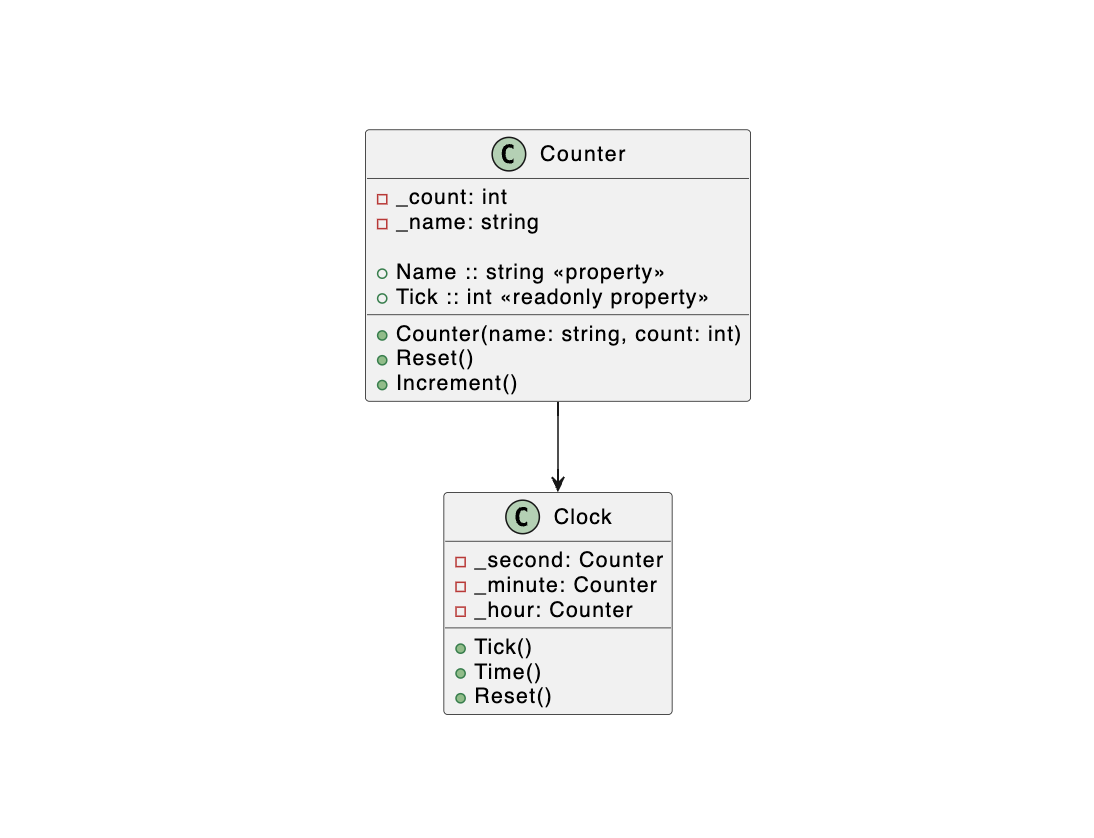 C Counter
_count: int
_name: string
Name :: string «property»
Tick :: int «readonly property»
Counter(name: string, count: int)
Reset()
Increment()
C Clock
_second: Counter
_minute: Counter
_hour: Counter
Tick()
Time()
Reset()